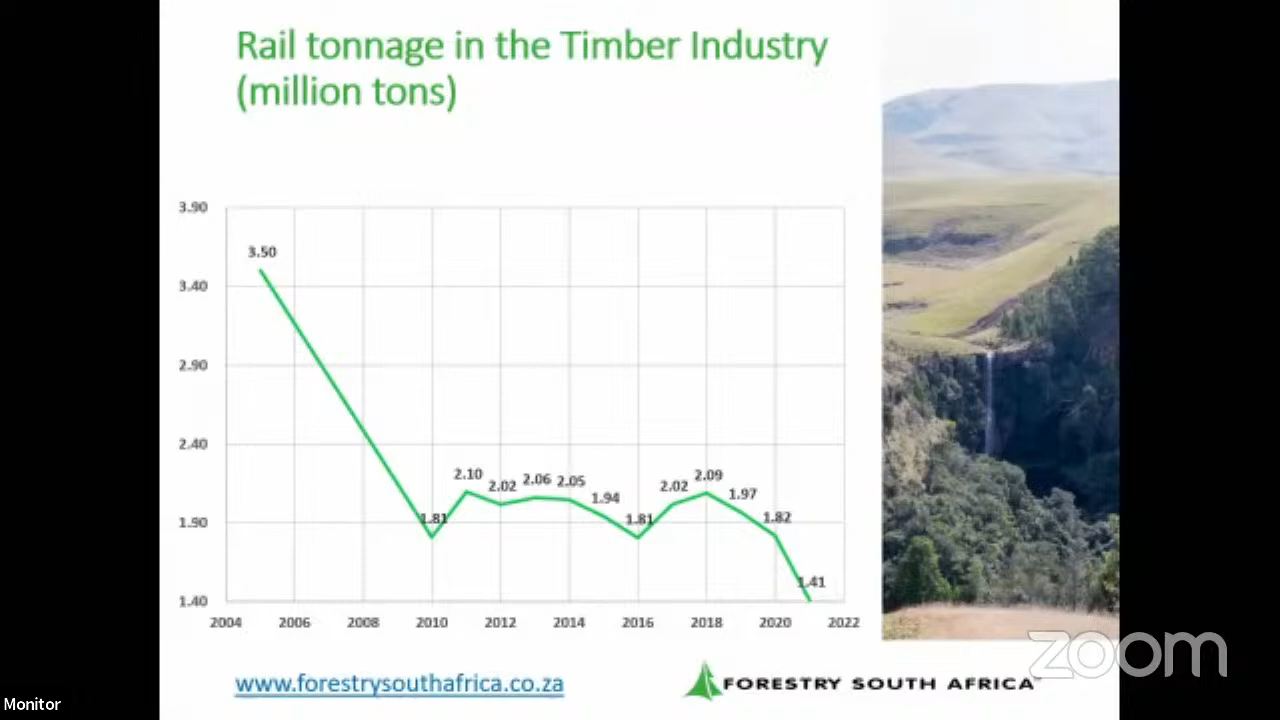 Rail tonnage in the Timber Industry
(million tons)
3.90
3.50
3.40
2.90
2.40
2.10
2.02
2.06
2.05
1.94
2.02
2.09
1.97
1.82
1.81
1.81
1.90
1.41
1.40
2004 2006 2008 2010 2012 2014 2016 2018 2020 2022
www.forestrysouthafrica.co.za
FORESTRY SOUTH AFRICA
zoom
Monitor